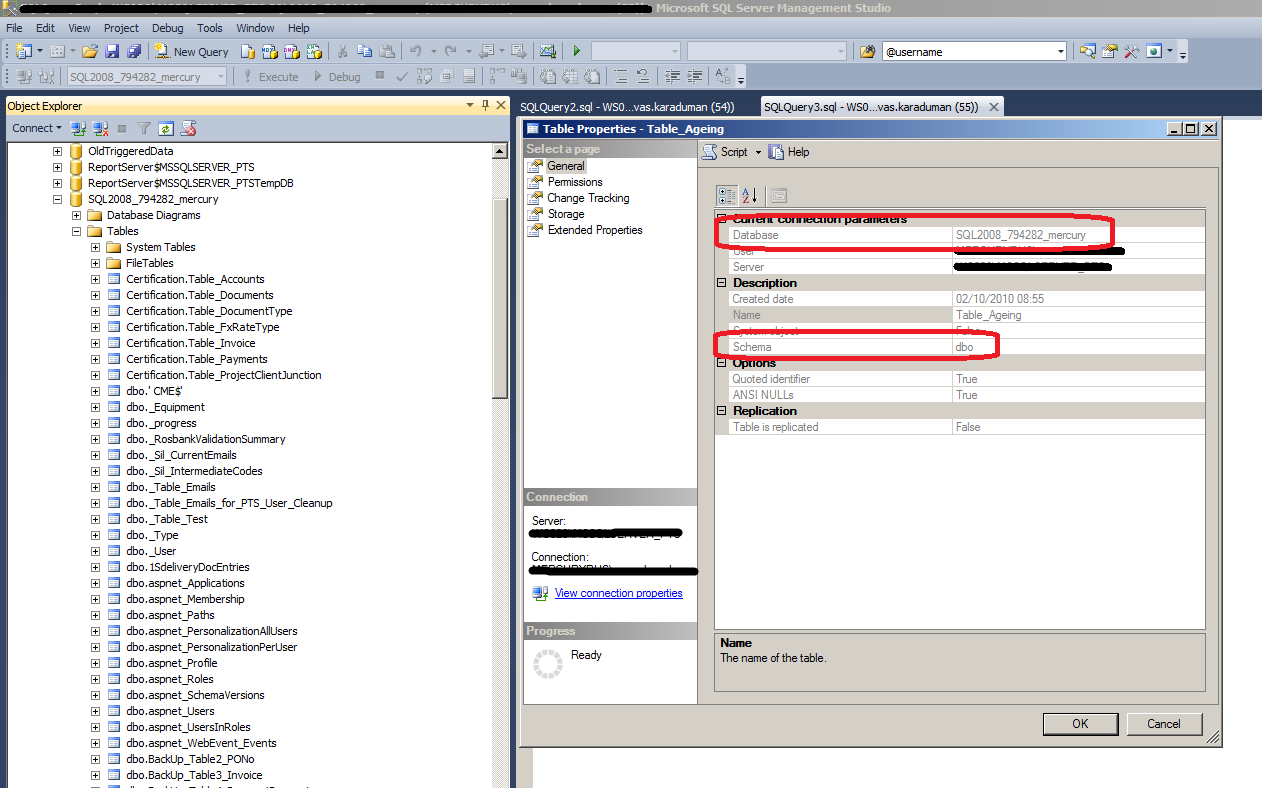 Microsoft SQL Server Management Studio
File Edit View Project Debug Tools Window Help
New Query @username
SQL2008_794282_mercury Execute Debug
Object Explorer
Connect
OldTriggeredData
ReportServer$MSSQLSERVER_PTS
ReportServer$MSSQLSERVER_PTSTempDB
SQL2008_794282_mercury
Database Diagrams
Tables
System Tables
FileTables
Certification.Table_Accounts
Certification.Table_Documents
Certification.Table_DocumentType
Certification.Table_FxRateType
Certification.Table_Invoice
Certification.Table_Payments
Certification.Table_ProjectClientJunction
dbo.' CME$'
dbo._Equipment
dbo._progress
dbo._RosbankValidationSummary
dbo._Sil_CurrentEmails
dbo._Sil_IntermediateCodes
dbo._Table_Emails
dbo._Table_Emails_for_PTS_User_Cleanup
dbo._Table_Test
dbo._Type
dbo._User
dbo.1SdeliveryDocEntries
dbo.aspnet_Applications
dbo.aspnet_Membership
dbo.aspnet_Paths
dbo.aspnet_PersonalizationAllUsers
dbo.aspnet_PersonalizationPerUser
dbo.aspnet_Profile
dbo.aspnet_Roles
dbo.aspnet_SchemaVersions
dbo.aspnet_Users
dbo.aspnet_UsersInRoles
dbo.aspnet_WebEvent_Events
dbo.BackUp_Table2_PONo
dbo.BackUp_Table3_Invoice
SQLQuery2.sql - WS0...vas.karaduman (54))
SQLQuery3.sql - WS0...vas.karaduman (55))
Table Properties - Table_Ageing
Select a page
General
Permissions
Change Tracking
Storage
Extended Properties
Connection
Server:
Connection:
View connection properties
Progress
Ready
Script Help
Current connection parameters
Database SQL2008_794282_mercury
User
Server
Description
Created date 02/10/2010 08:55
Name Table_Ageing
System object False
Schema dbo
Options
Quoted identifier True
ANSI NULLs True
Replication
Table is replicated False
Name
The name of the table.
OK Cancel